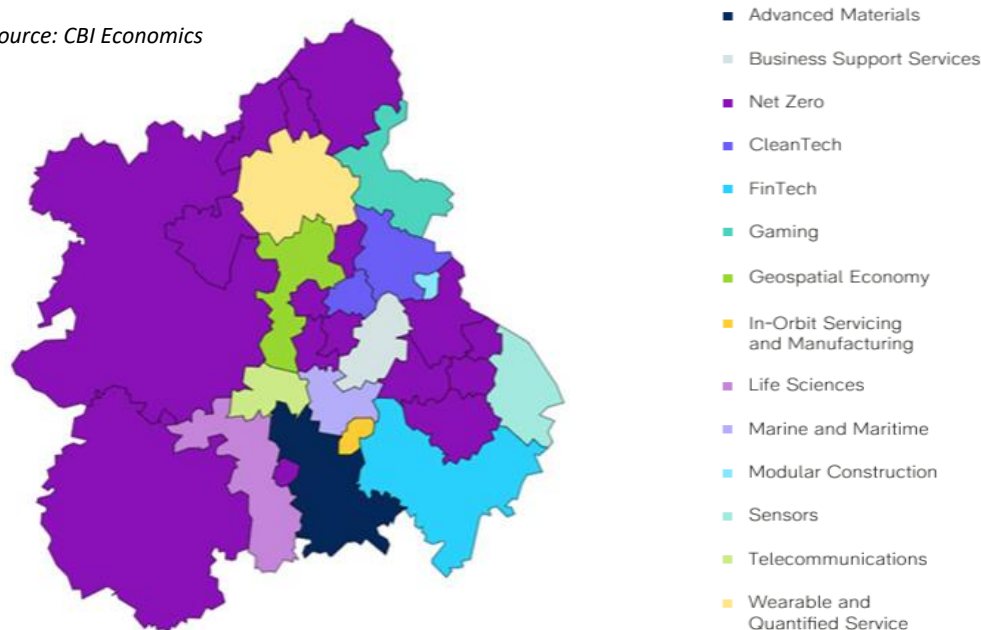 ource: CBI Economics
Advanced Materials
Business Support Services
Net Zero
CleanTech
FinTech
Gaming
Geospatial Economy
In-Orbit Servicing
and Manufacturing
Life Sciences
Marine and Maritime
Modular Construction
Sensors
Telecommunications
Wearable and
Quantified Service